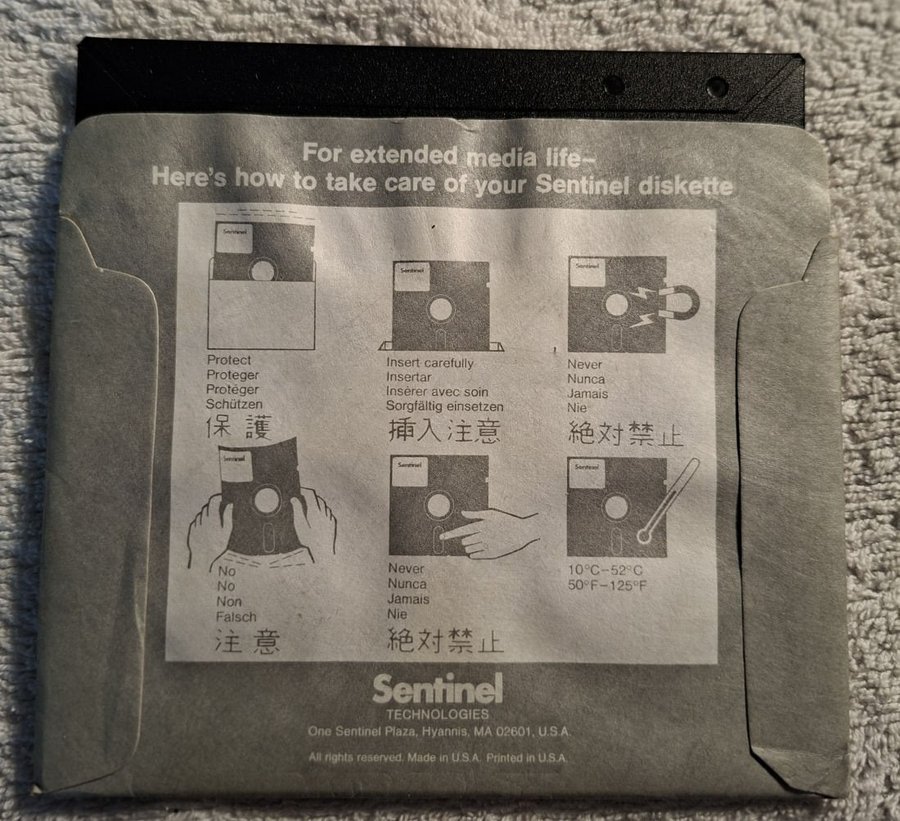 For extended media life–
Here's how to take care of your Sentinel diskette
Sentinel
Protect
Proteger
Protéger
Schützen
保護
Sentinel
Insert carefully
Insertar
Insérer avec soin
Sorgfältig einsetzen
挿入注意
Sentinel
Never
Nunca
Jamais
Nie
絶対禁止
Sentinel
No
No
Non
Falsch
注意
Sentinel
Never
Nunca
Jamais
Nie
絶対禁止
Sentinel
10°C–52°C
50°F–125°F
Sentinel
TECHNOLOGIES
One Sentinel Plaza, Hyannis, MA 02601, U.S.A.
All rights reserved. Made in U.S.A. Printed in U.S.A.